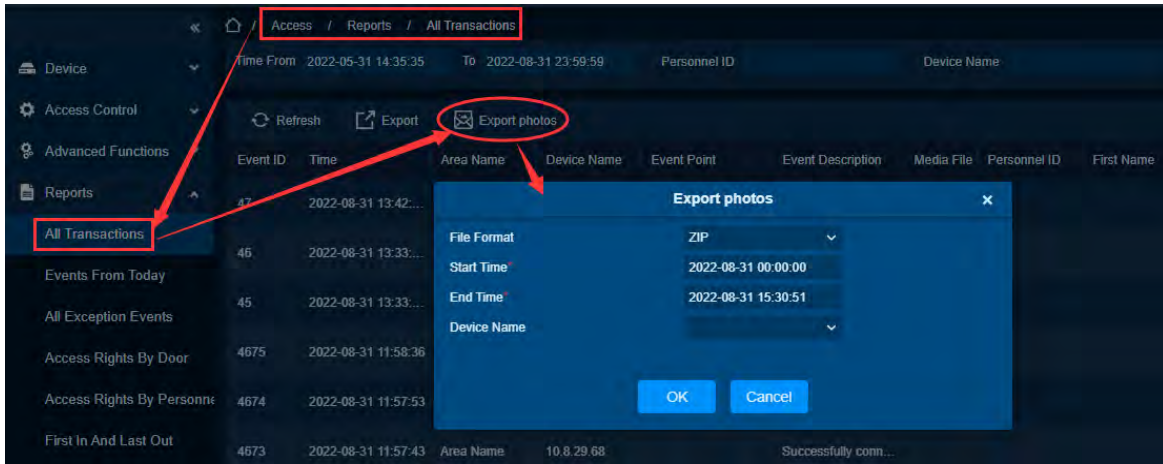 « / Access / Reports / All Transactions
Device
Time From 2022-05-31 14:35:35 To 2022-08-31 23:59:59 Personnel ID Device Name
Access Control
Refresh Export Export photos
Advanced Functions
Event ID Time Area Name Device Name Event Point Event Description Media File Personnel ID First Name
Reports
47 2022-08-31 13:42:...
Export photos ×
All Transactions
File Format ZIP
46 2022-08-31 13:33:...
Start Time* 2022-08-31 00:00:00
Events From Today
End Time* 2022-08-31 15:30:51
45 2022-08-31 13:33:...
All Exception Events
Device Name
Access Rights By Door
4675 2022-08-31 11:58:36
Access Rights By Personne
4674 2022-08-31 11:57:53
OK Cancel
First In And Last Out
4673 2022-08-31 11:57:43 Area Name 10.8.29.68 Successfully conn...